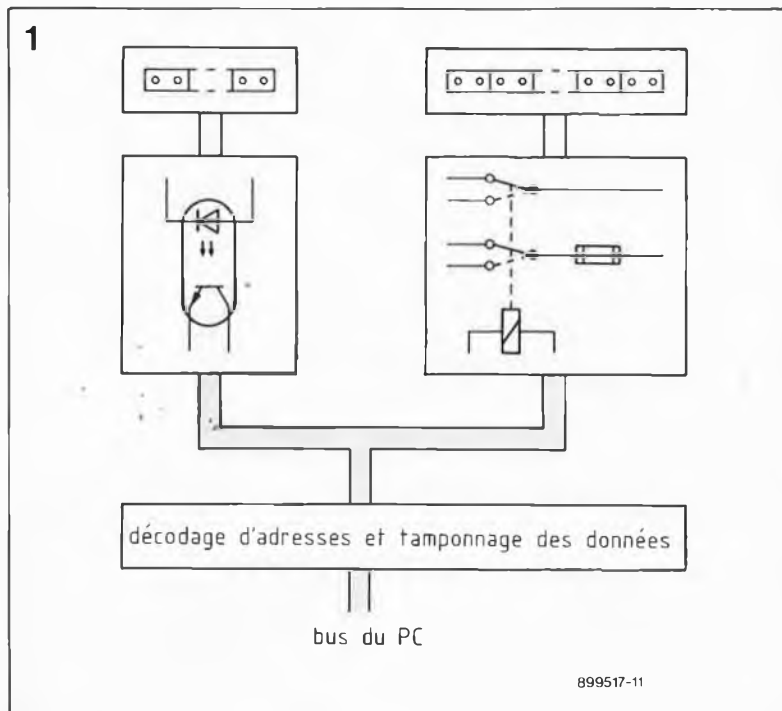 1
décodage d'adresses et tamponnage des données
bus du PC
899517-11